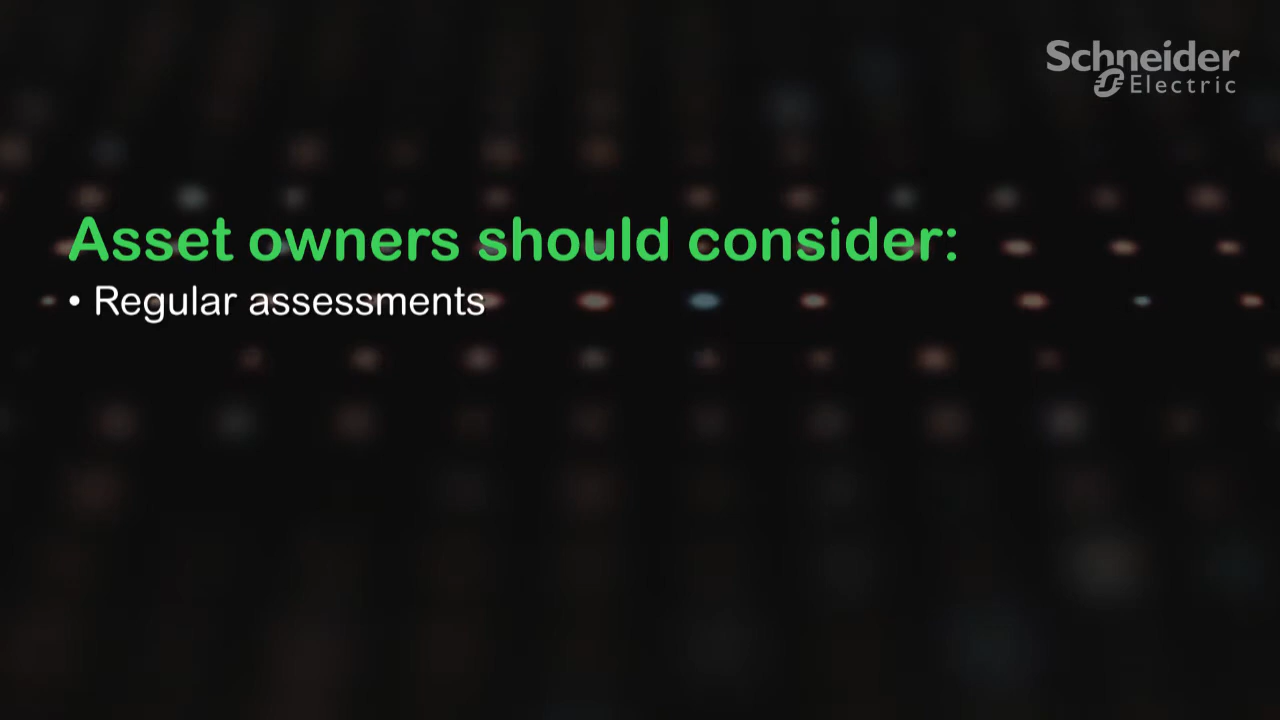 Schneider
Electric
Asset owners should consider:
• Regular assessments